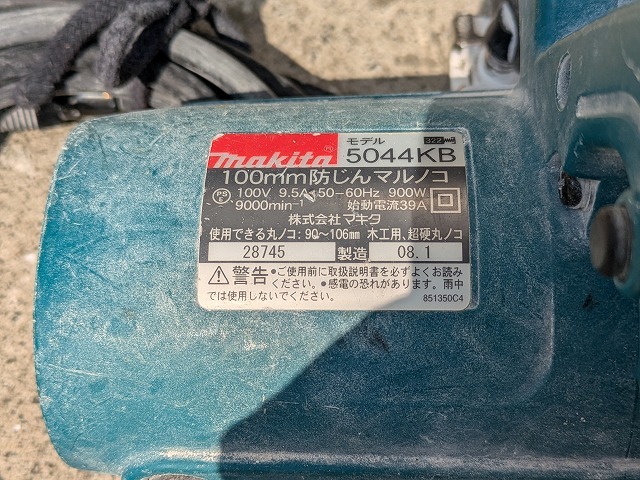 モデル
makita® 5044KB
100mm防じんマルノコ
PSE 100V 9.5A 50-60Hz 900W
9000min⁻¹ 始動電流39A
株式会社マキタ
使用できる丸ノコ:90〜106mm 木工用、超硬丸ノコ
28745 製造 08.1
⚠警告 ●ご使用前に取扱説明書を必ずよくお読み
ください。●感電の恐れがあります。雨中
では使用しないでください。
851350C4